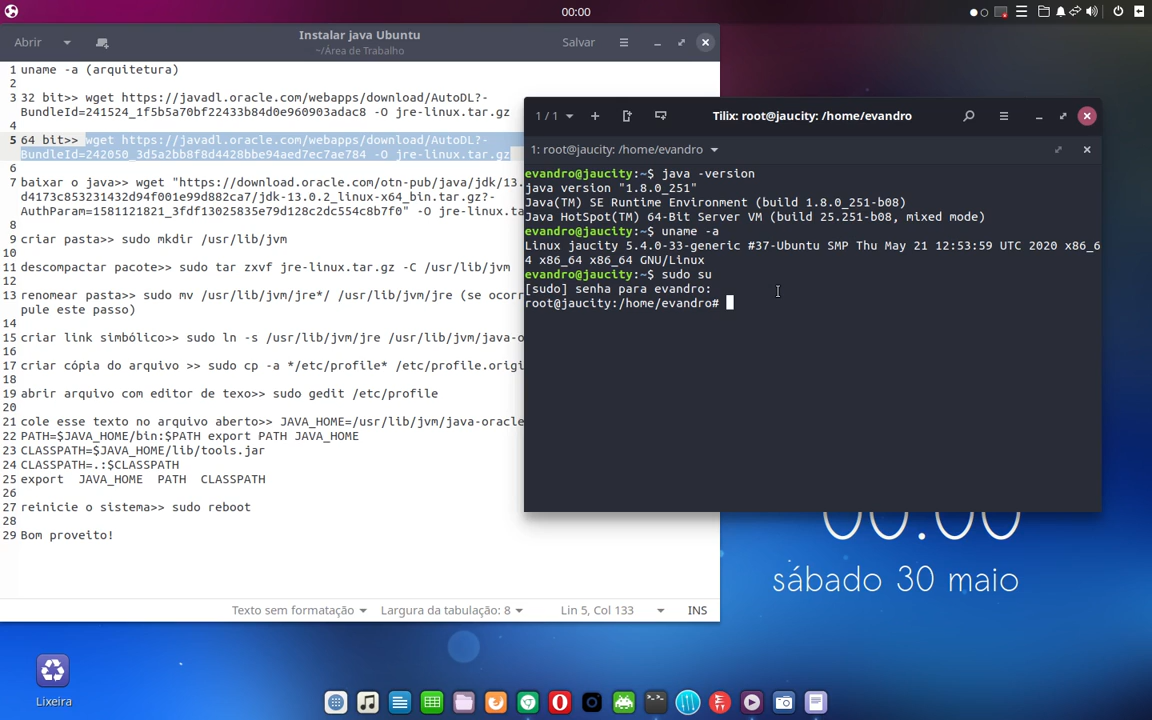 00:00
Abrir
Instalar java Ubuntu
~/Área de Trabalho
Salvar
1 uname -a (arquitetura)
2
3 32 bit>> wget https://javadl.oracle.com/webapps/download/AutoDL?-
BundleId=241524_1f5b5a70bf22433b84d0e960903adac8 -O jre-linux.tar.gz
4
5 64 bit>> wget https://javadl.oracle.com/webapps/download/AutoDL?-
BundleId=242050_3d5a2bb8f8d4428bbe94aed7ec7ae784 -O jre-linux.tar.gz
6
7 baixar o java>> wget "https://download.oracle.com/otn-pub/java/jdk/13.
d4173c853231432d94f001e99d882ca7/jdk-13.0.2_linux-x64_bin.tar.gz?-
AuthParam=1581121821_3fdf13025835e79d128c2dc554c8b7f0" -O jre-linux.ta
8
9 criar pasta>> sudo mkdir /usr/lib/jvm
10
11 descompactar pacote>> sudo tar zxvf jre-linux.tar.gz -C /usr/lib/jvm
12
13 renomear pasta>> sudo mv /usr/lib/jvm/jre*/ /usr/lib/jvm/jre (se ocorr
pule este passo)
14
15 criar link simbólico>> sudo ln -s /usr/lib/jvm/jre /usr/lib/jvm/java-o
16
17 criar cópia do arquivo >> sudo cp -a */etc/profile* /etc/profile.origi
18
19 abrir arquivo com editor de texo>> sudo gedit /etc/profile
20
21 cole esse texto no arquivo aberto>> JAVA_HOME=/usr/lib/jvm/java-oracle
22 PATH=$JAVA_HOME/bin:$PATH export PATH JAVA_HOME
23 CLASSPATH=$JAVA_HOME/lib/tools.jar
24 CLASSPATH=.:$CLASSPATH
25 export JAVA_HOME PATH CLASSPATH
26
27 reinicie o sistema>> sudo reboot
28
29 Bom proveito!
Texto sem formatação
Largura da tabulação: 8
Lin 5, Col 133
INS
1 / 1
Tilix: root@jaucity: /home/evandro
1: root@jaucity: /home/evandro
evandro@jaucity:~$ java -version
java version "1.8.0_251"
Java(TM) SE Runtime Environment (build 1.8.0_251-b08)
Java HotSpot(TM) 64-Bit Server VM (build 25.251-b08, mixed mode)
evandro@jaucity:~$ uname -a
Linux jaucity 5.4.0-33-generic #37-Ubuntu SMP Thu May 21 12:53:59 UTC 2020 x86_6
4 x86_64 x86_64 GNU/Linux
evandro@jaucity:~$ sudo su
[sudo] senha para evandro:
root@jaucity:/home/evandro#
00:00
sábado 30 maio
Lixeira